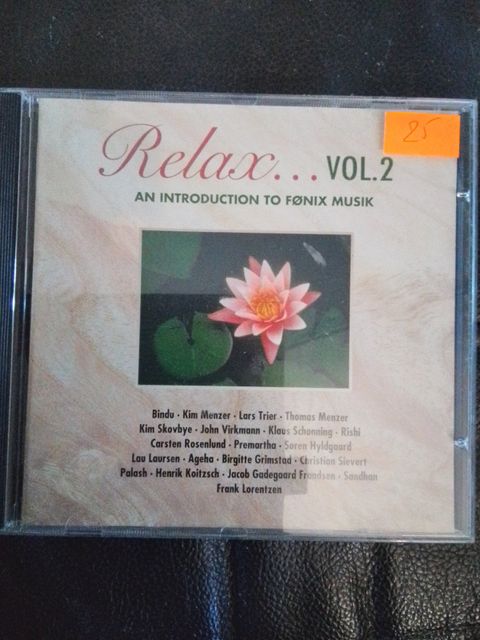 25
Relax... VOL.2
AN INTRODUCTION TO FØNIX MUSIK
Bindu · Kim Menzer · Lars Trier · Thomas Menzer
Kim Skovbye · John Virkmann · Klaus Schønning · Rishi
Carsten Rosenlund · Premartha · Søren Hyldgaard
Lau Laursen · Ageha · Birgitte Grimstad · Christian Sievert
Palash · Henrik Koitzsch · Jacob Gadegaard Frandsen · Sandhan
Frank Lorentzen